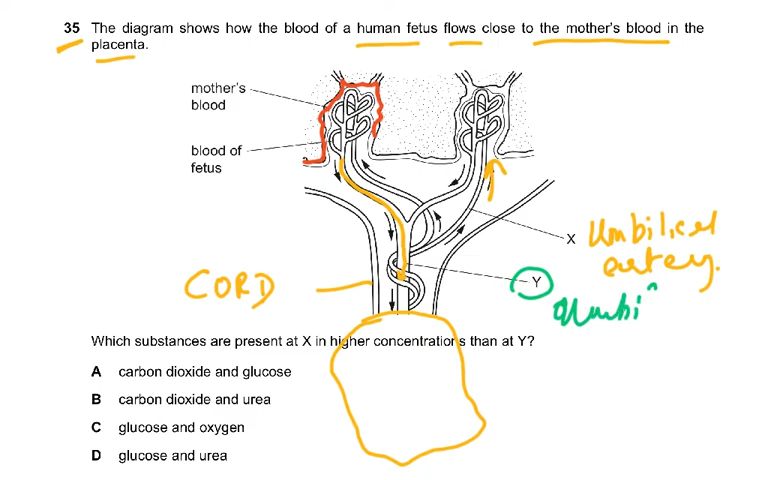 35 The diagram shows how the blood of a human fetus flows close to the mother's blood in the
placenta.
mother's
blood
blood of
fetus
X
Umbilical
artery.
CORD
Y
Umbi
Which substances are present at X in higher concentrations than at Y?
A carbon dioxide and glucose
B carbon dioxide and urea
C glucose and oxygen
D glucose and urea